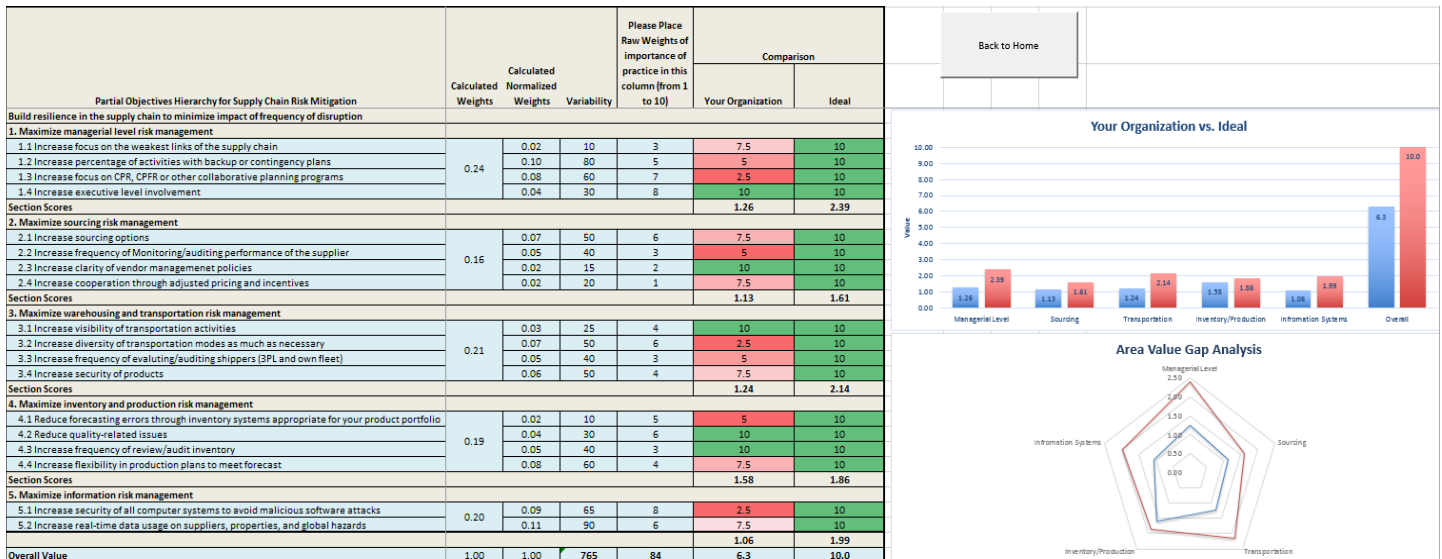 Please Place
Raw Weights of
importance of
practice in this
column (from 1
to 10)
Calculated
Weights
Calculated
Normalized
Weights
Variability
Comparison
Partial Objectives Hierarchy for Supply Chain Risk Mitigation
Your Organization Ideal
Build resilience in the supply chain to minimize impact of frequency of disruption
1. Maximize managerial level risk management
1.1 Increase focus on the weakest links of the supply chain 0.02 10 3 7.5 10
1.2 Increase percentage of activities with backup or contingency plans 0.10 80 5 5 10
0.24
1.3 Increase focus on CPR, CPFR or other collaborative planning programs 0.08 60 7 2.5 10
1.4 Increase executive level involvement 0.04 30 8 10 10
Section Scores 1.26 2.39
2. Maximize sourcing risk management
2.1 Increase sourcing options 0.07 50 6 7.5 10
2.2 Increase frequency of Monitoring/auditing performance of the supplier 0.05 40 3 5 10
0.16
2.3 Increase clarity of vendor managemenet policies 0.02 15 2 10 10
2.4 Increase cooperation through adjusted pricing and incentives 0.02 20 1 7.5 10
Section Scores 1.13 1.61
3. Maximize warehousing and transportation risk management
3.1 Increase visibility of transportation activities 0.03 25 4 10 10
3.2 Increase diversity of transportation modes as much as necessary 0.07 50 6 2.5 10
0.21
3.3 Increase frequency of evaluting/auditing shippers (3PL and own fleet) 0.05 40 3 5 10
3.4 Increase security of products 0.06 50 4 7.5 10
Section Scores 1.24 2.14
4. Maximize inventory and production risk management
4.1 Reduce forecasting errors through inventory systems appropriate for your product portfolio 0.02 10 5 5 10
4.2 Reduce quality-related issues 0.04 30 6 10 10
0.19
4.3 Increase frequency of review/audit inventory 0.05 40 3 10 10
4.4 Increase flexibility in production plans to meet forecast 0.08 60 4 7.5 10
Section Scores 1.58 1.86
5. Maximize information risk management
5.1 Increase security of all computer systems to avoid malicious software attacks 0.09 65 8 2.5 10
0.20
5.2 Increase real-time data usage on suppliers, properties, and global hazards 0.11 90 6 7.5 10
1.06 1.99
Overall Value 1.00 1.00 765 84 6.3 10.0
Back to Home
Your Organization vs. Ideal
Value
10.00
9.00
8.00
7.00
6.00
5.00
4.00
3.00
2.00
1.00
0.00
1.26 2.39 1.13 1.61 1.24 2.14 1.58 1.86 1.06 1.99 6.3 10.0
Managerial Level Sourcing Transportation Inventory/Production Infromation Systems Overall
Area Value Gap Analysis
Managerial Level
2.50
2.00
1.50
1.00
0.50
0.00
Infromation Systems
Sourcing
Inventory/Production
Transportation